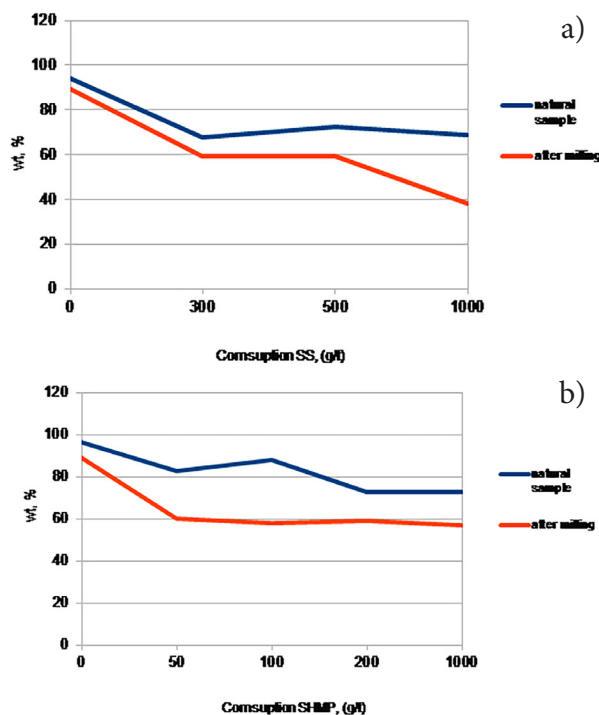 a)
120
100
80
60
40
20
0
wt, %
0 300 500 1000
Comsuption SS, (g/t)
natural
sample
after milling
b)
120
100
80
60
40
20
0
wt, %
0 50 100 200 1000
Comsuption SHMP, (g/t)
natural
sample
after milling